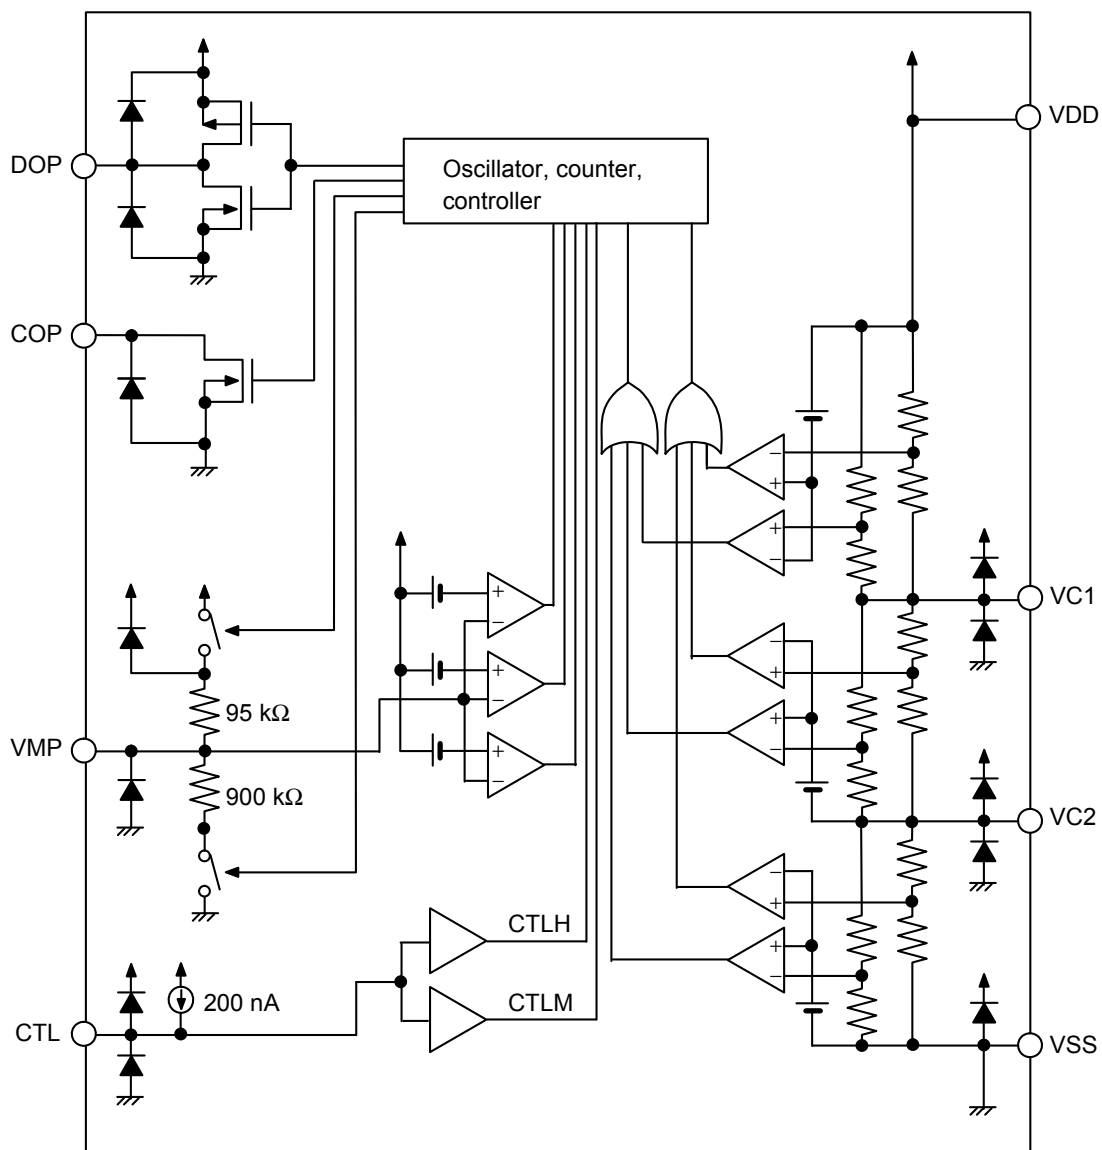 VDD
DOP
Oscillator, counter,
controller
COP
−
+
+
−
VC1
+
−
−
+
+
−
+
−
95 kΩ
VMP
+
−
900 kΩ
VC2
−
+
CTLH
+
−
200 nA
CTLM
CTL
VSS